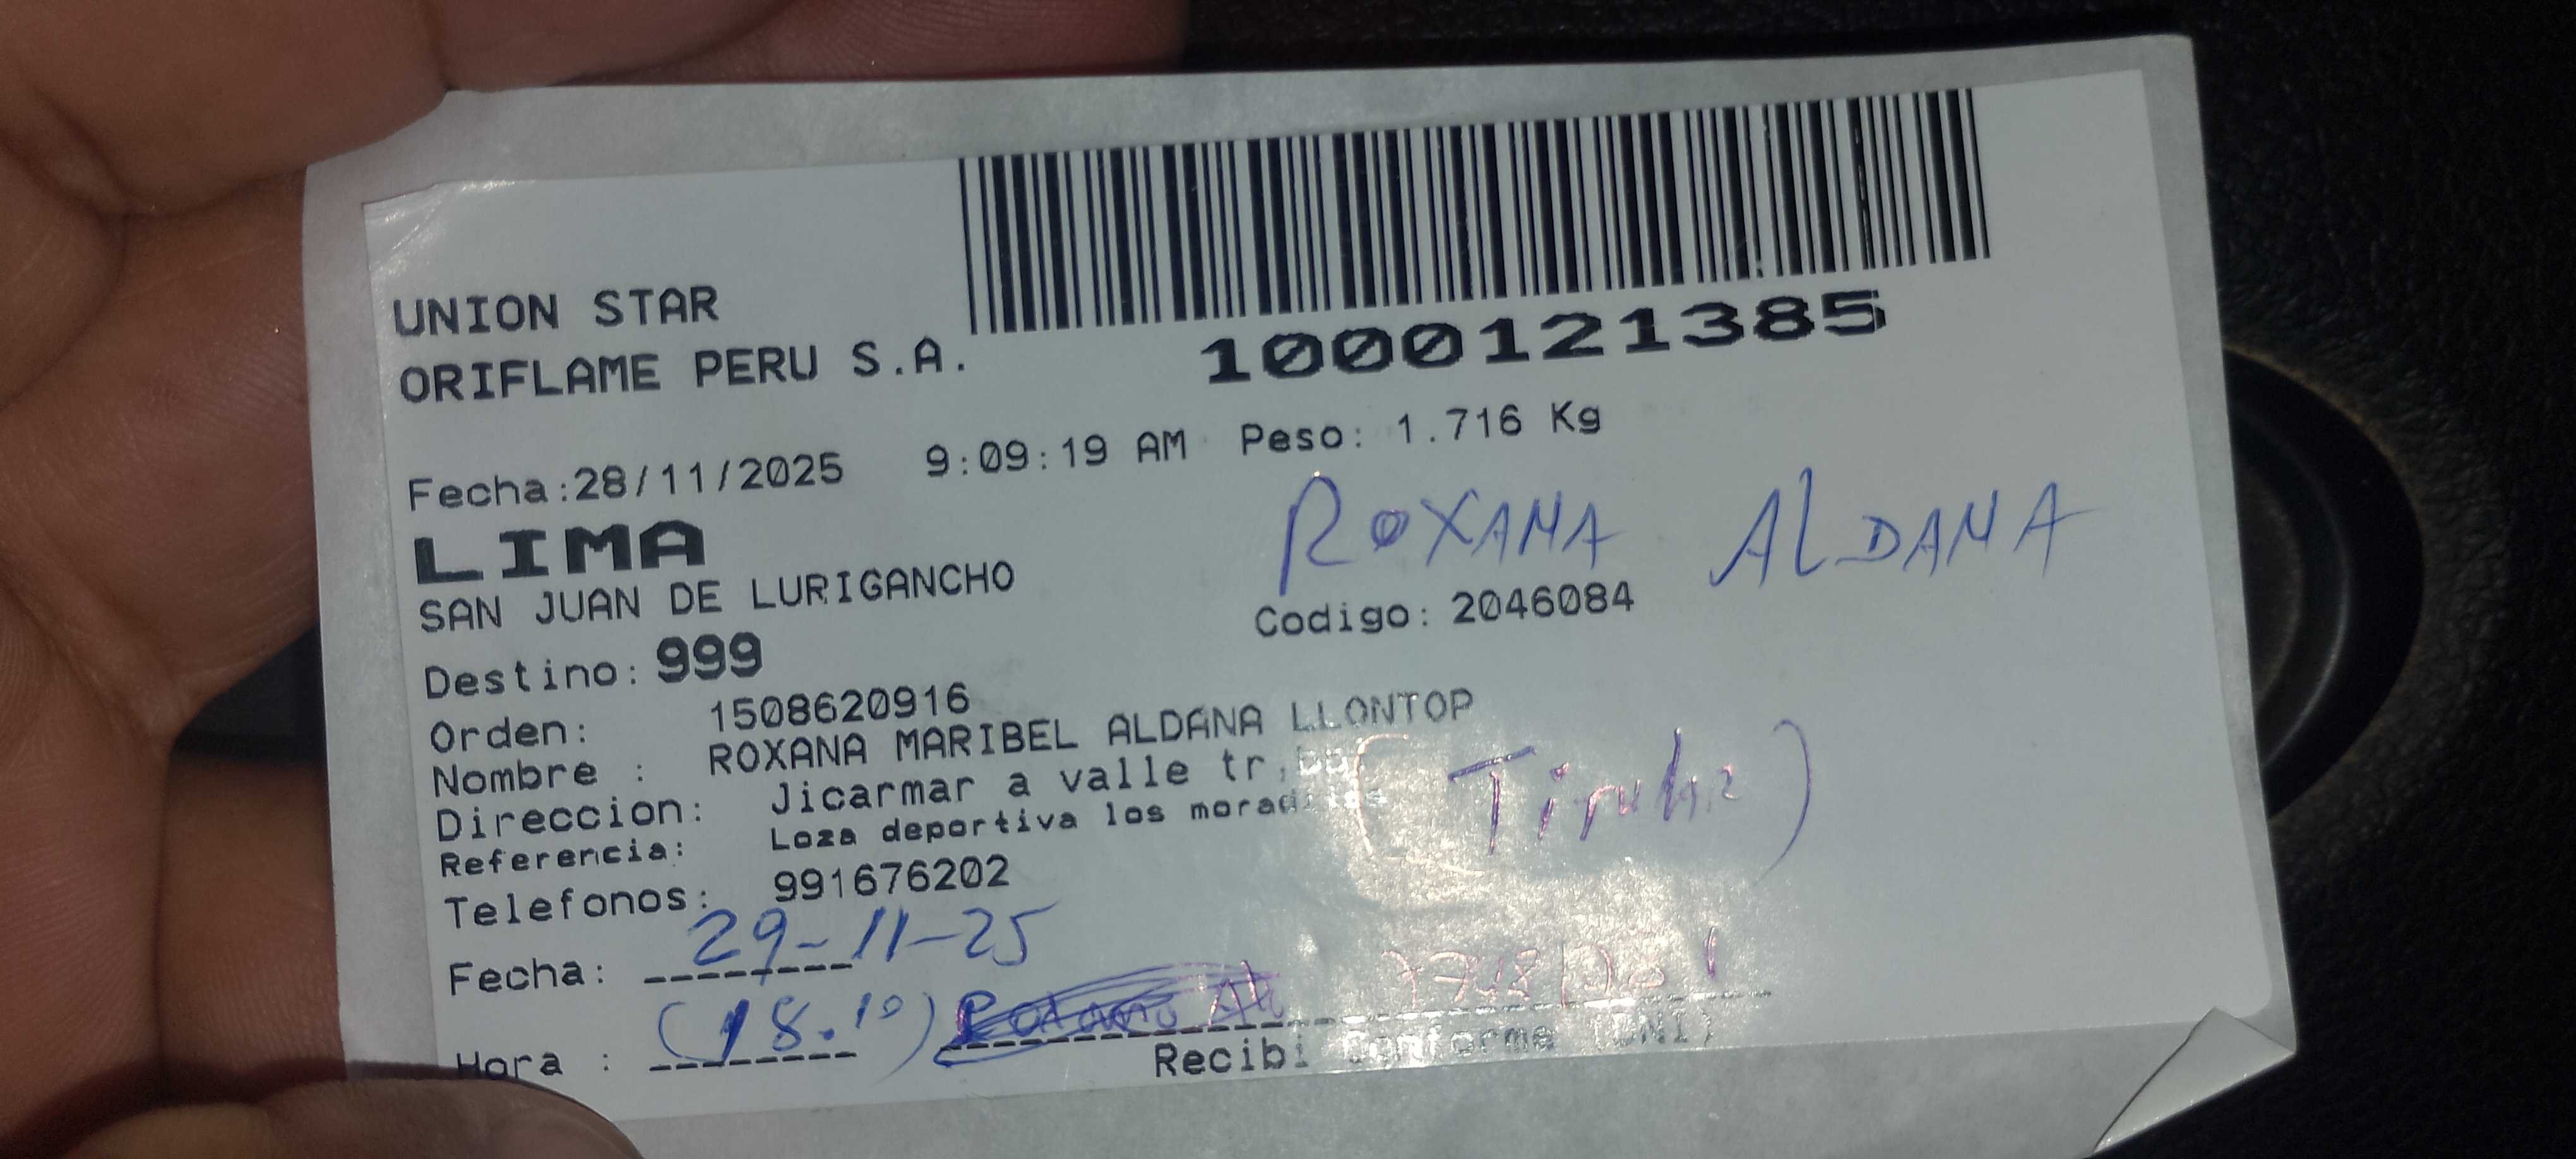 UNION STAR
ORIFLAME PERU S.A.
1000121385
Fecha:28/11/2025 9:09:19 AM Peso: 1.716 Kg
LIMA
ROXANA ALDANA
SAN JUAN DE LURIGANCHO
Codigo: 2046084
Destino: 999
Orden: 1508620916
Nombre : ROXANA MARIBEL ALDANA LLONTOP
Direccion: Jicarmar a valle tr.
Referencia: Loza deportiva los
Telefonos: 991676202
Fecha: 29-11-25
Hora : (18.10)
Recibi Conforme (DNI)